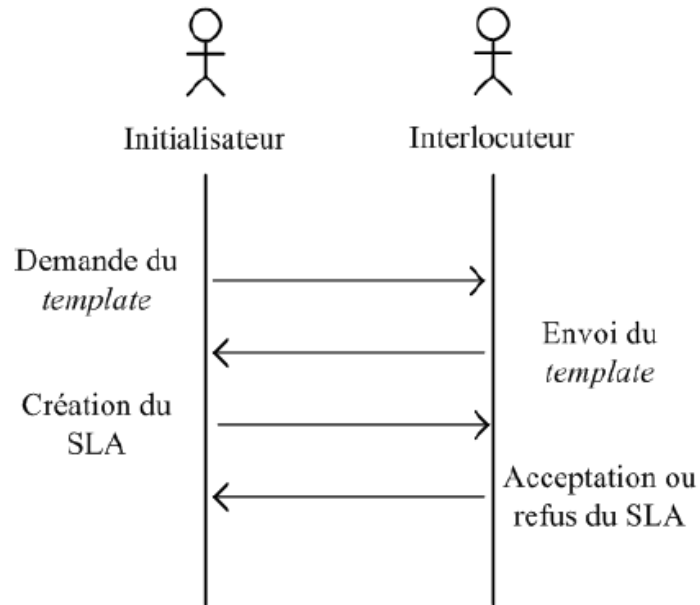 Initialisateur
Interlocuteur
Demande du
template
Envoi du
template
Création du
SLA
Acceptation ou
refus du SLA